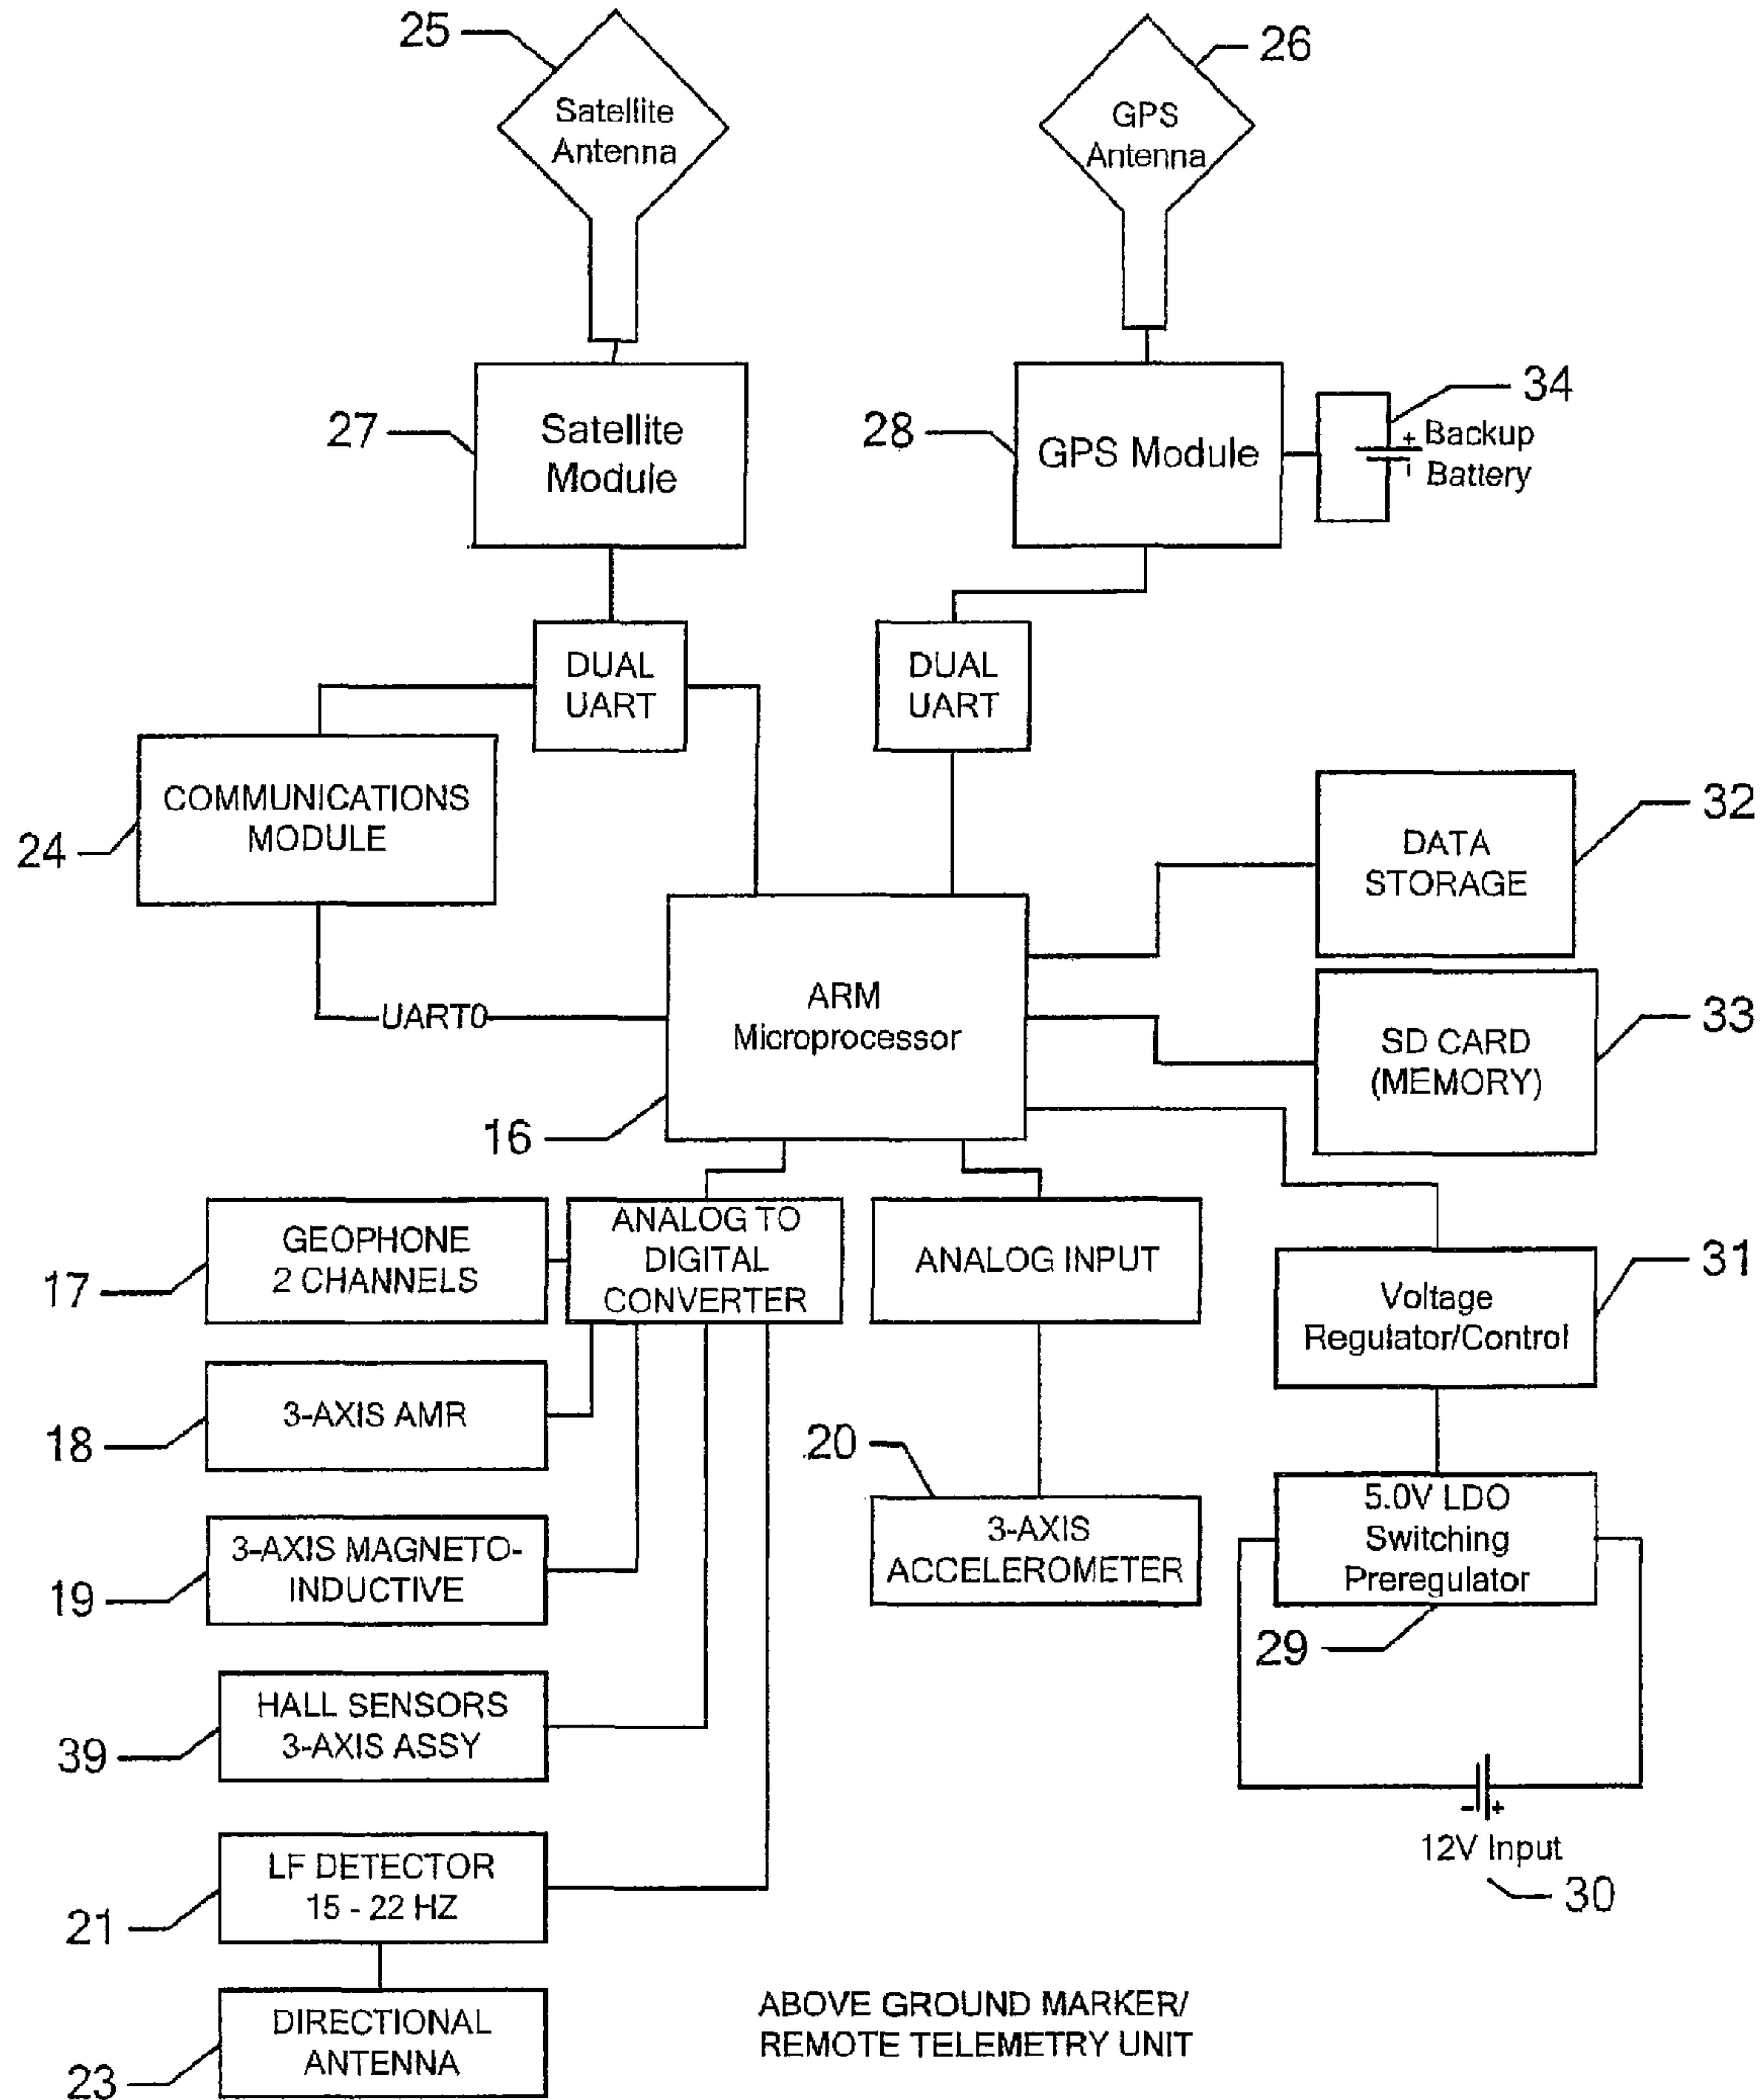 25
Satellite
Antenna
26
GPS
Antenna
27
Satellite
Module
28
GPS Module
34
+ Backup
Battery
DUAL
UART
DUAL
UART
COMMUNICATIONS
MODULE
24
DATA
STORAGE
32
UART0
ARM
Microprocessor
16
SD CARD
(MEMORY)
33
GEOPHONE
2 CHANNELS
17
ANALOG TO
DIGITAL
CONVERTER
ANALOG INPUT
Voltage
Regulator/Control
31
3-AXIS AMR
18
20
3-AXIS
ACCELEROMETER
5.0V LDO
Switching
Preregulator
29
3-AXIS MAGNETO-
INDUCTIVE
19
HALL SENSORS
3-AXIS ASSY
39
- +
12V Input
30
LF DETECTOR
15 - 22 HZ
21
DIRECTIONAL
ANTENNA
23
ABOVE GROUND MARKER/
REMOTE TELEMETRY UNIT